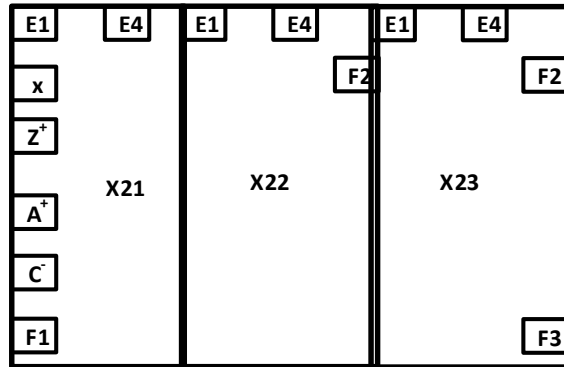 E1 E4 E1 E4 E1 E4
x F2 F2
Z+
X21 X22 X23
A+
C-
F1 F3